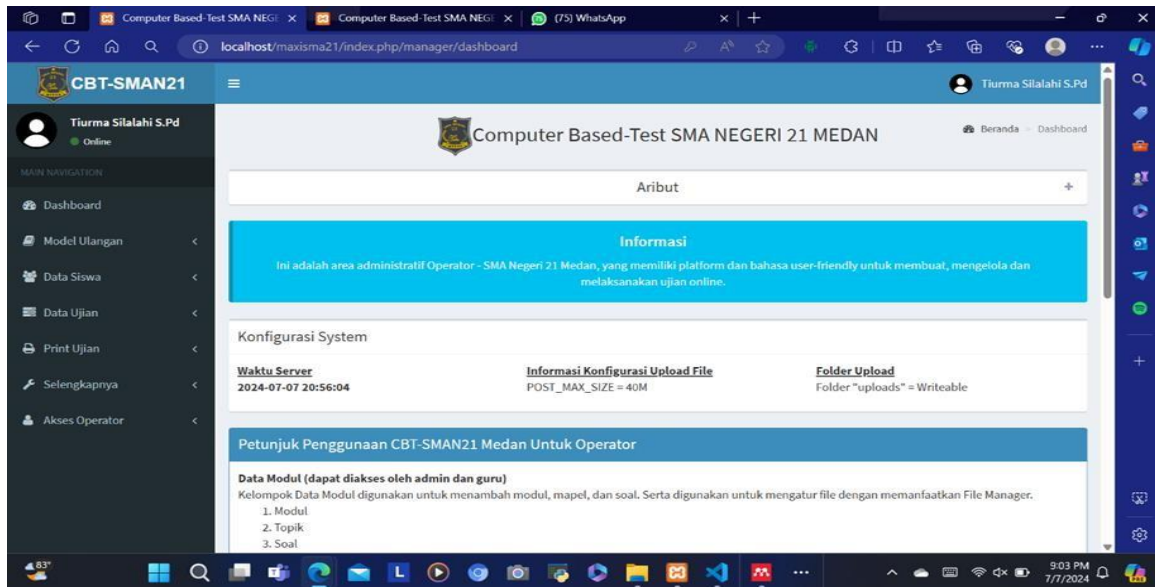 Computer Based-Test SMA NEGE
Computer Based-Test SMA NEGE
(75) WhatsApp
localhost/maxisma21/index.php/manager/dashboard
CBT-SMAN21
Tiurma Silalahi S.Pd
Tiurma Silalahi S.Pd
Online
Computer Based-Test SMA NEGERI 21 MEDAN
Beranda > Dashboard
MAIN NAVIGATION
Dashboard
Model Ulangan
Data Siswa
Data Ujian
Print Ujian
Selengkapnya
Akses Operator
Aribut
Informasi
Ini adalah area administratif Operator - SMA Negeri 21 Medan, yang memiliki platform dan bahasa user-friendly untuk membuat, mengelola dan
melaksanakan ujian online.
Konfigurasi System
Waktu Server
2024-07-07 20:56:04
Informasi Konfigurasi Upload File
POST_MAX_SIZE = 40M
Folder Upload
Folder "uploads" = Writeable
Petunjuk Penggunaan CBT-SMAN21 Medan Untuk Operator
Data Modul (dapat diakses oleh admin dan guru)
Kelompok Data Modul digunakan untuk menambah modul, mapel, dan soal. Serta digunakan untuk mengatur file dengan memanfaatkan File Manager.
1. Modul
2. Topik
3. Soal
83°
9:03 PM
7/7/2024